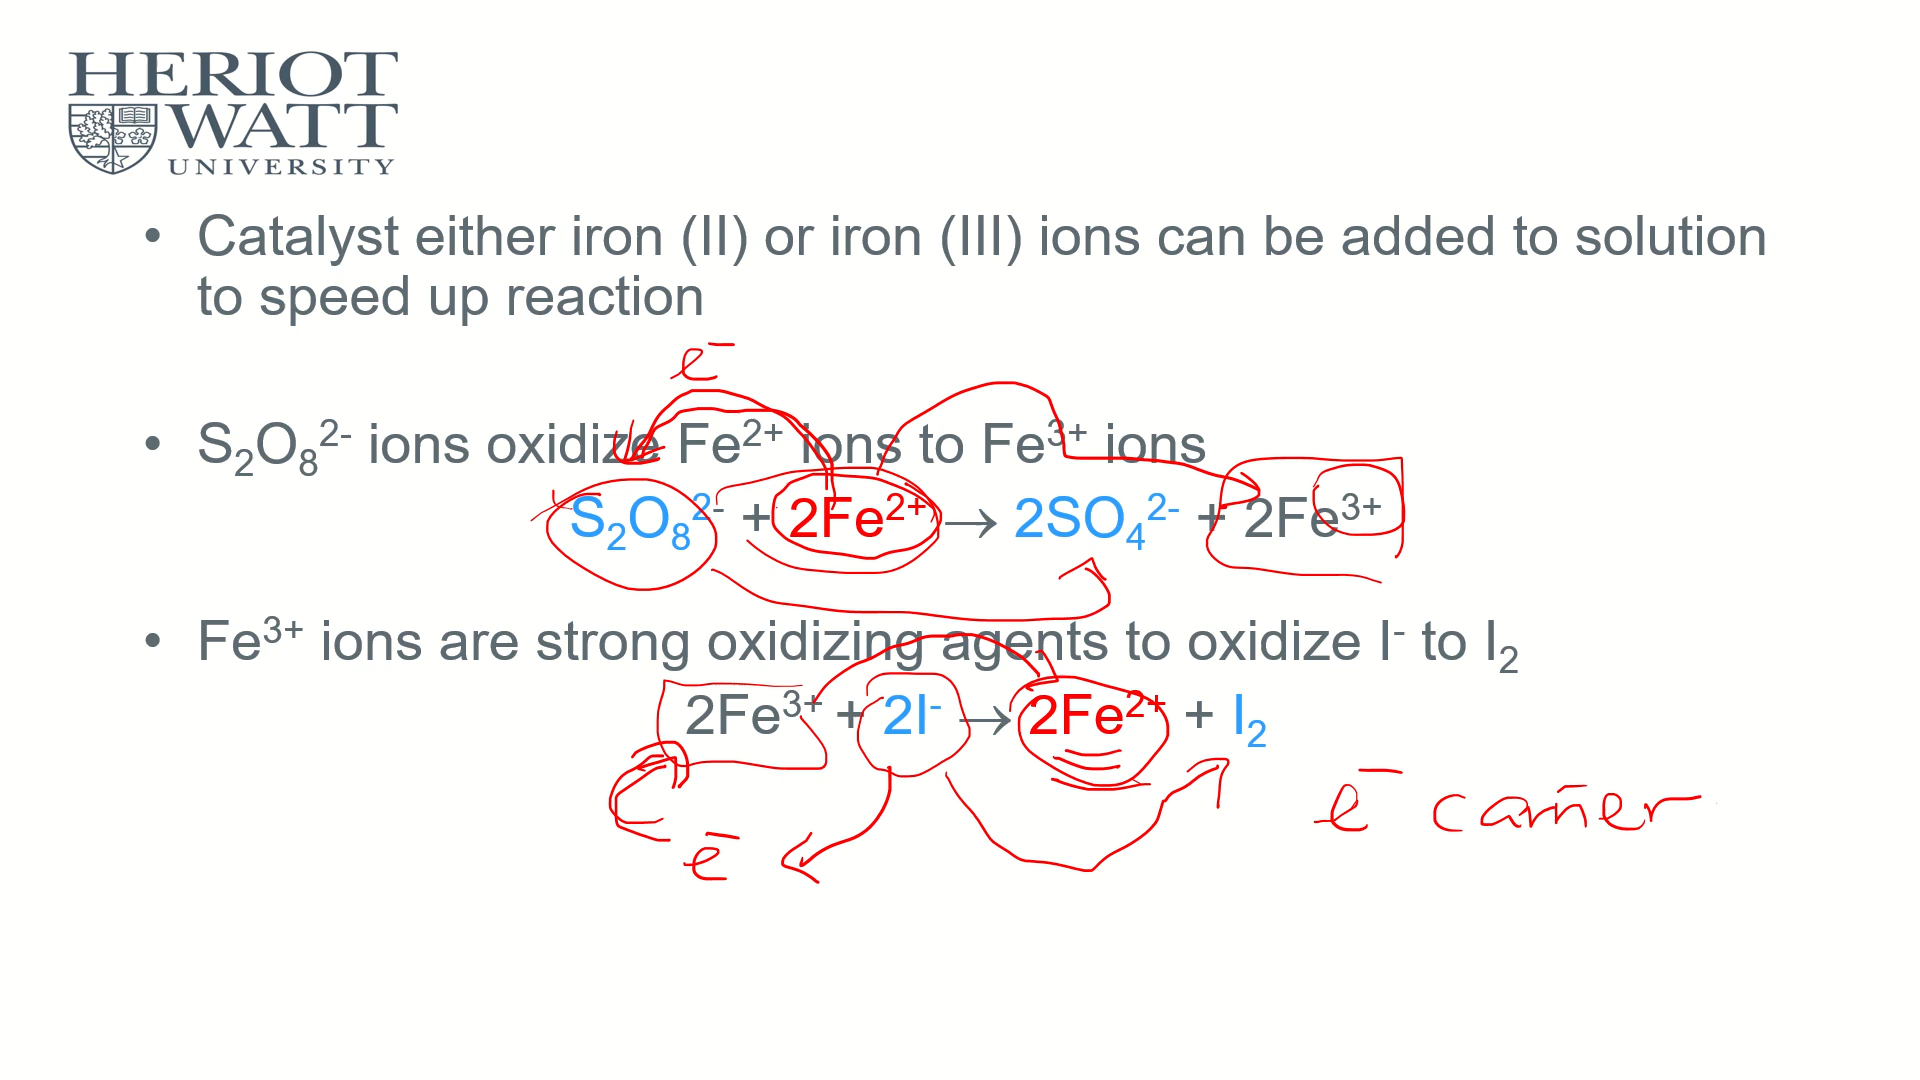 HERIOT
WATT
UNIVERSITY
• Catalyst either iron (II) or iron (III) ions can be added to solution
to speed up reaction
e⁻
• S₂O₈²⁻ ions oxidize Fe²⁺ ions to Fe³⁺ ions
S₂O₈²⁻ + 2Fe²⁺ → 2SO₄²⁻ + 2Fe³⁺
• Fe³⁺ ions are strong oxidizing agents to oxidize I⁻ to I₂
2Fe³⁺ + 2I⁻ → 2Fe²⁺ + I₂
e⁻ carrier
e⁻